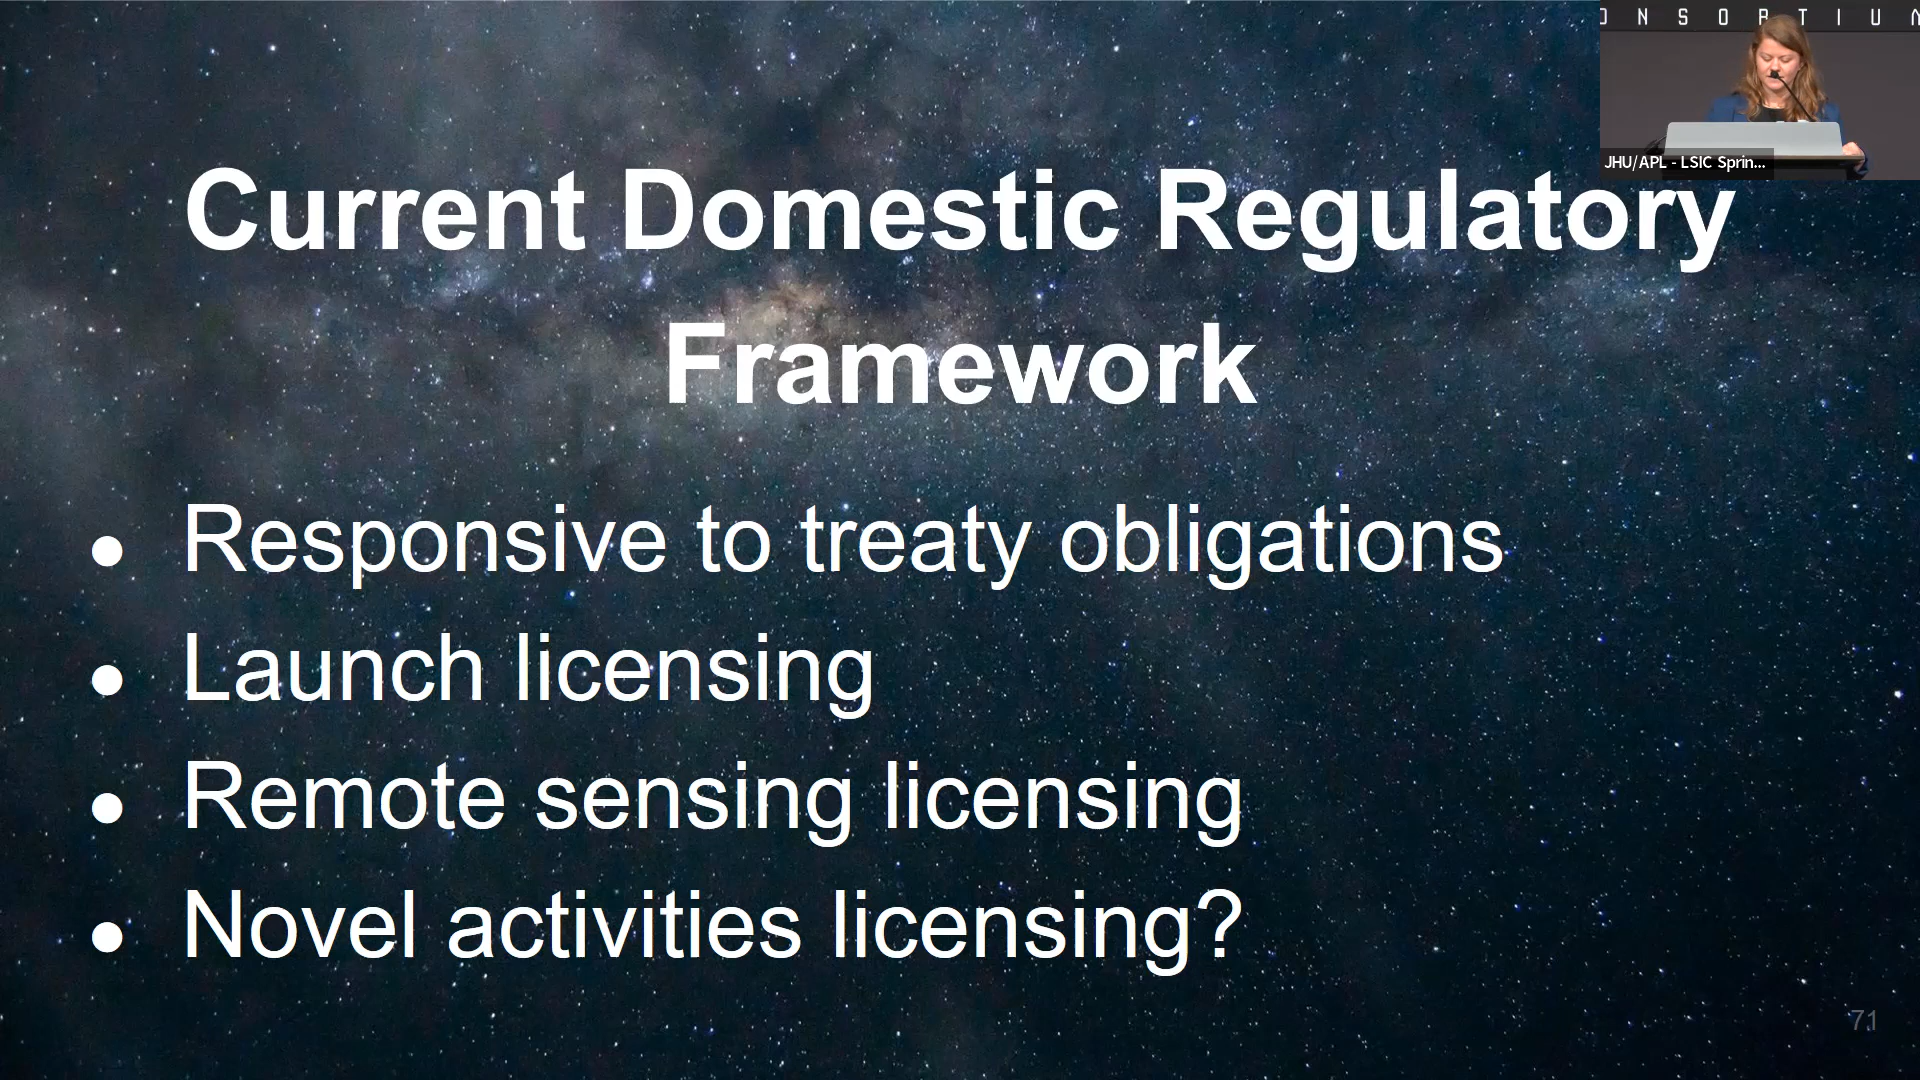 ONSORTIUM
JHU/APL - LSIC Sprin...
Current Domestic Regulatory
Framework
● Responsive to treaty obligations
● Launch licensing
● Remote sensing licensing
● Novel activities licensing?
71